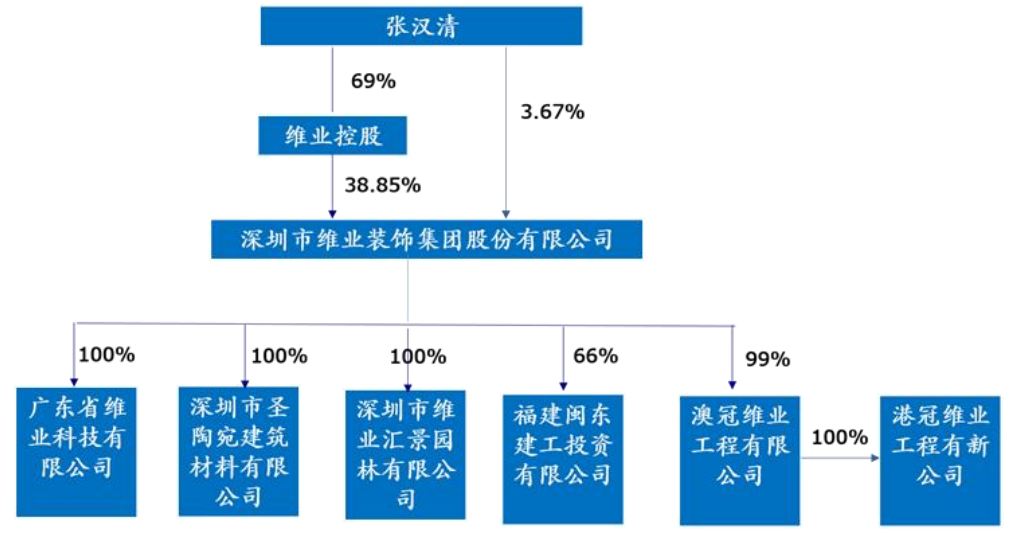 张汉清
69%
3.67%
维业控股
38.85%
深圳市维业装饰集团股份有限公司
100%
100%
100%
66%
99%
广东省维
业科技有
限公司
深圳市圣
陶宛建筑
材料有限
公司
深圳市维
业汇景园
林有限公
司
福建闽东
建工投资
有限公司
澳冠维业
工程有限
公司
100%
港冠维业
工程有新
公司